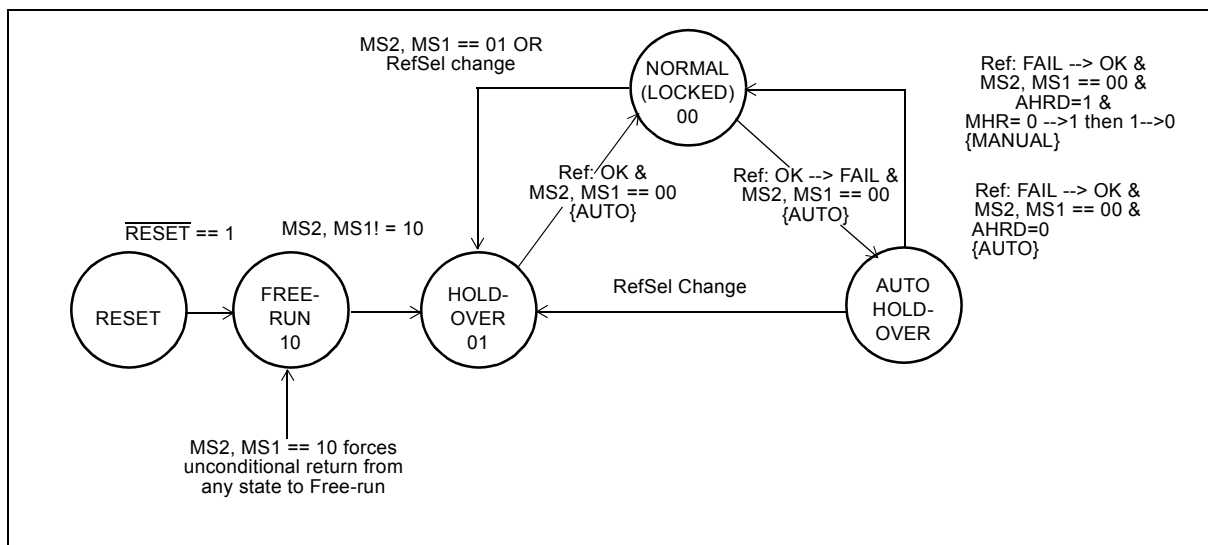 MS2, MS1 == 01 OR
RefSel change
NORMAL
(LOCKED)
00
Ref: FAIL --> OK &
MS2, MS1 == 00 &
AHRD=1 &
MHR= 0 -->1 then 1-->0
{MANUAL}
Ref: OK &
MS2, MS1 == 00
{AUTO}
Ref: OK --> FAIL &
MS2, MS1 == 00
{AUTO}
Ref: FAIL --> OK &
MS2, MS1 == 00 &
AHRD=0
{AUTO}
RESET == 1
MS2, MS1! = 10
RESET
FREE-
RUN
10
HOLD-
OVER
01
RefSel Change
AUTO
HOLD-
OVER
MS2, MS1 == 10 forces
unconditional return from
any state to Free-run